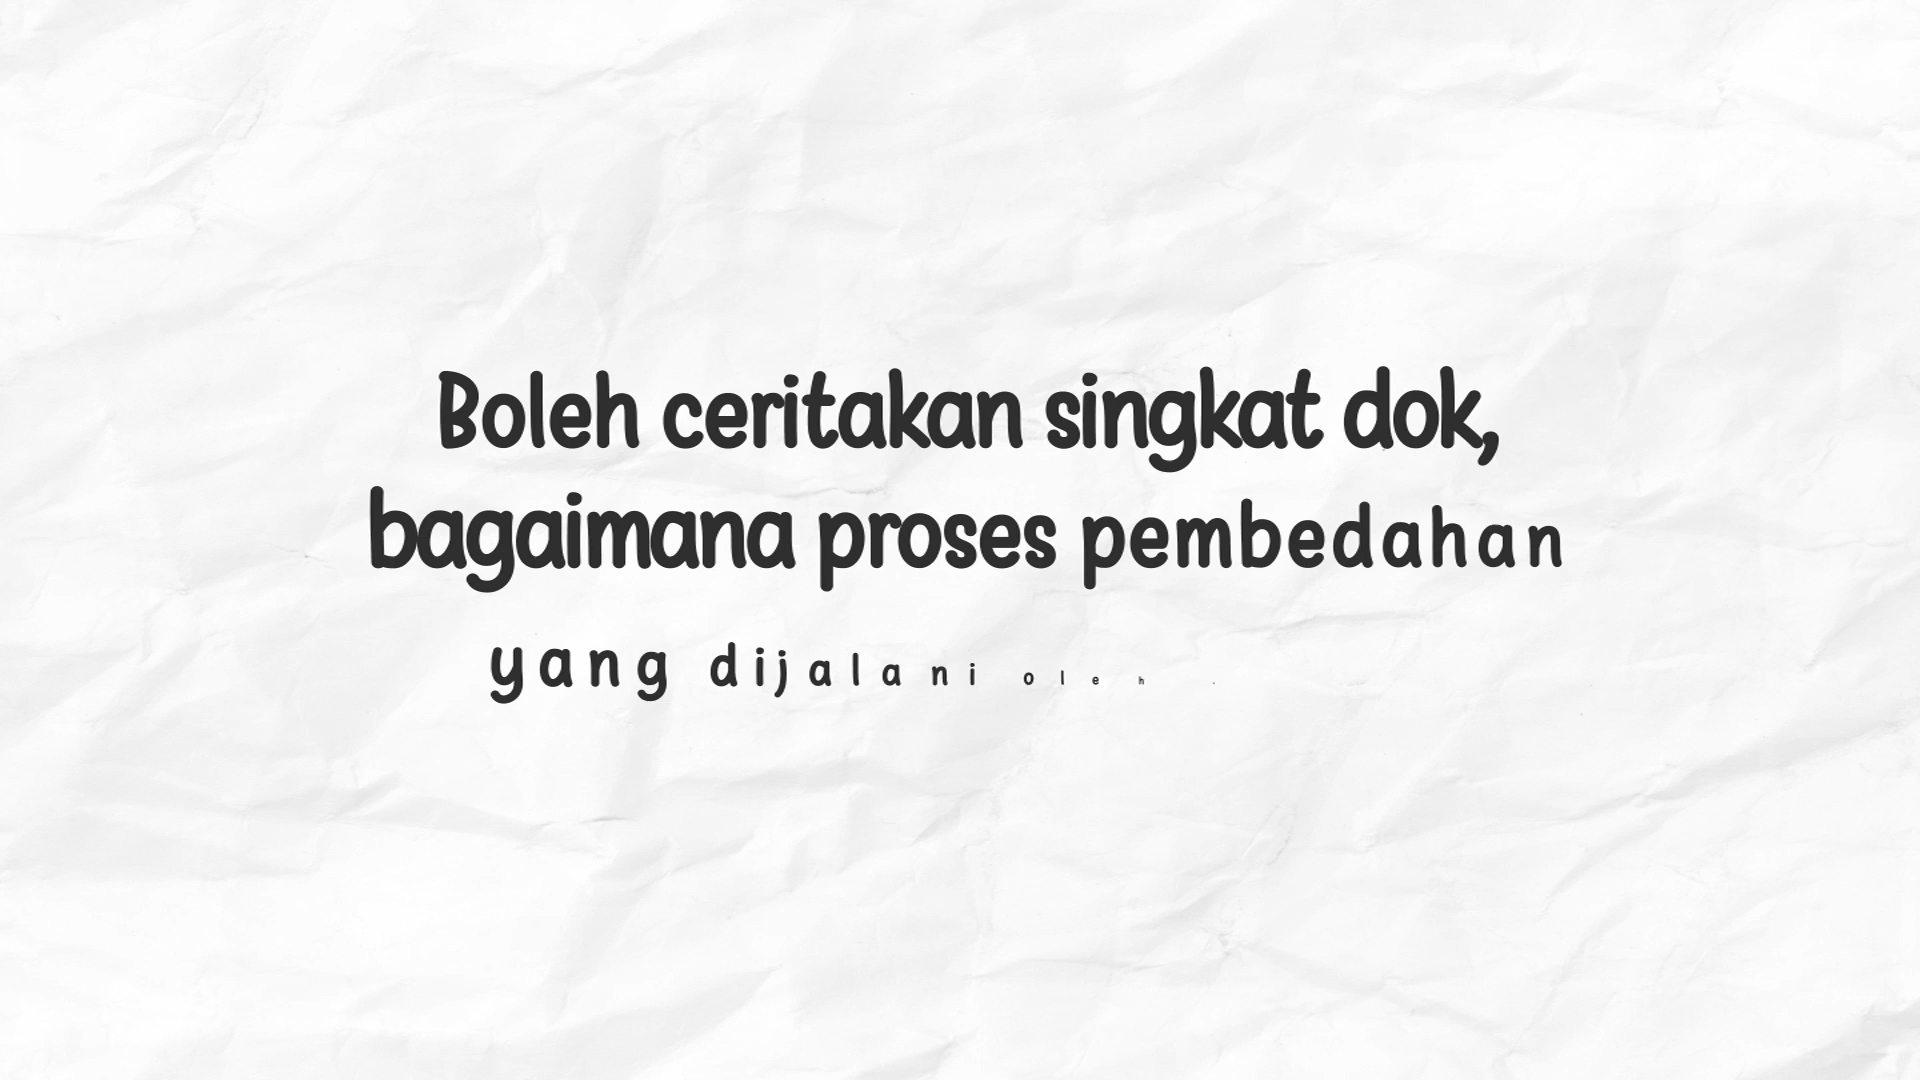 Boleh ceritakan singkat dok,
bagaimana proses pembedahan
yang dijalani oleh